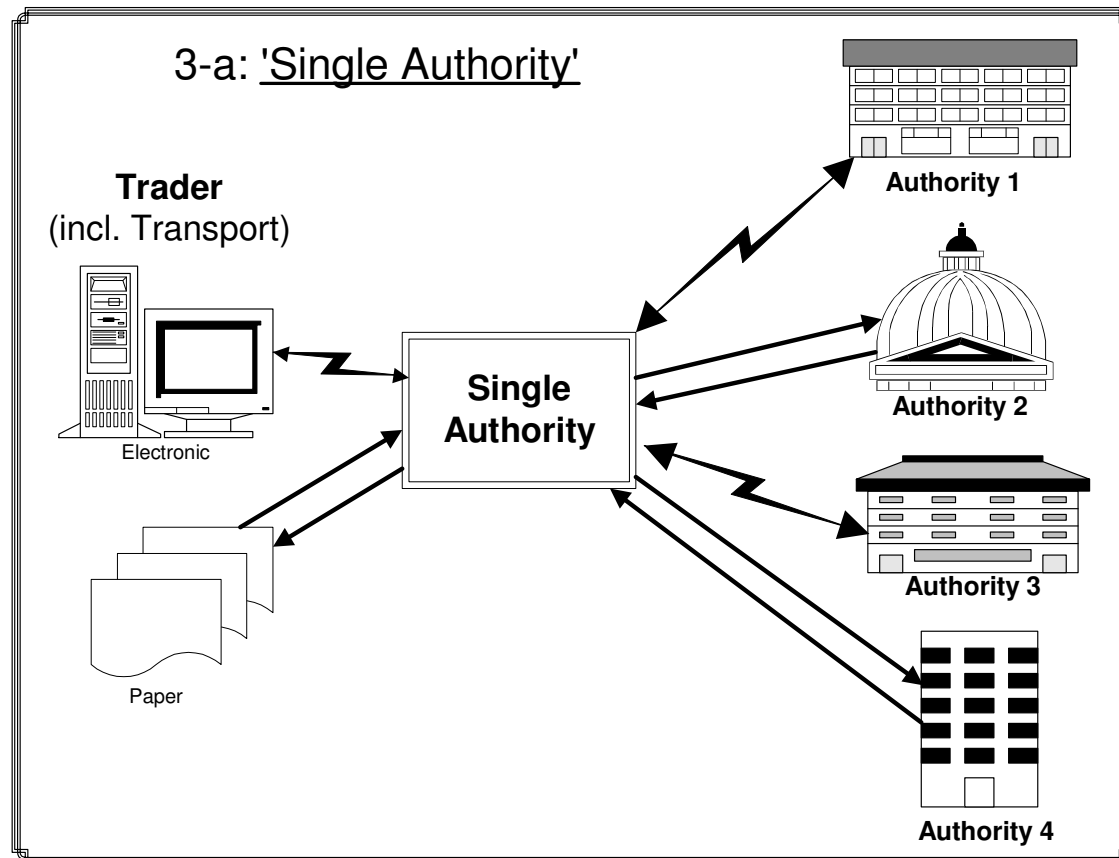 3-a: 'Single Authority'
Trader
(incl. Transport)
Electronic
Paper
Single
Authority
Authority 1
Authority 2
Authority 3
Authority 4